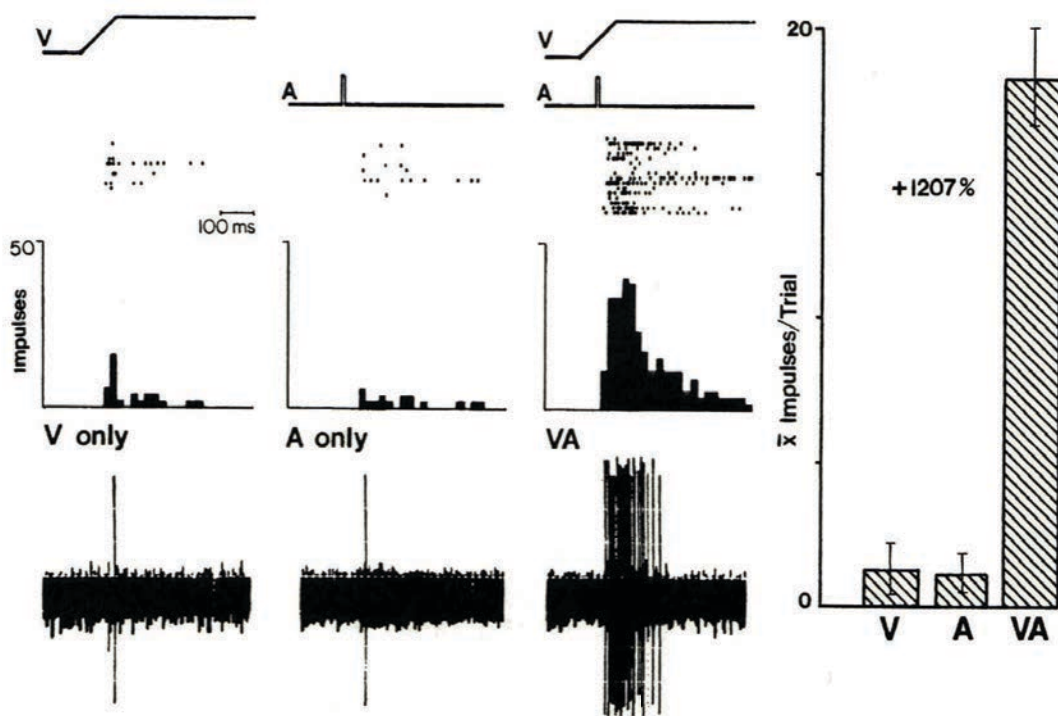 V
A
V
A
100 ms
50
Impulses
V only
A only
VA
20
+1207%
x̄ Impulses/Trial
0
V A VA